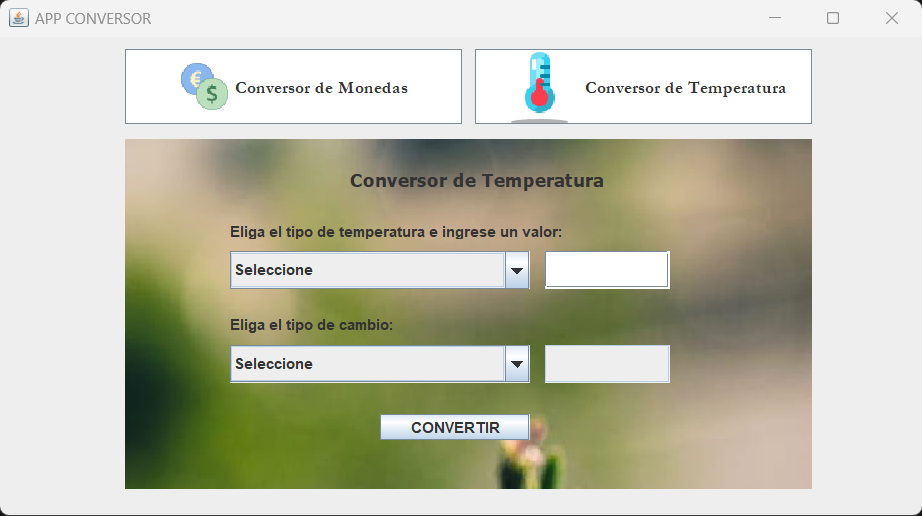 APP CONVERSOR
Conversor de Monedas
Conversor de Temperatura
Conversor de Temperatura
Eliga el tipo de temperatura e ingrese un valor:
Seleccione
Eliga el tipo de cambio:
Seleccione
CONVERTIR